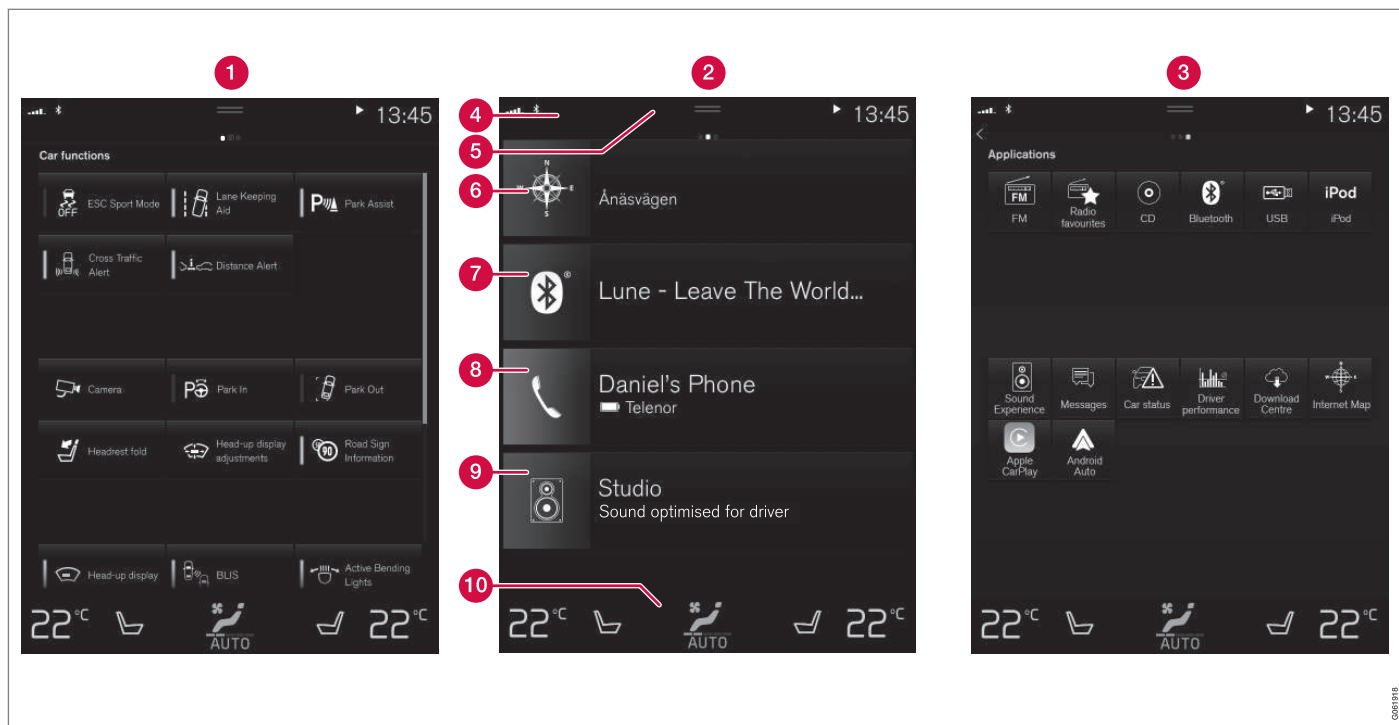 1
2
3
13:45
Car functions
ESC Sport Mode
OFF
Lane Keeping
Aid
P Park Assist
Cross Traffic
Alert
Distance Alert
Camera
P Park In
Park Out
Headrest fold
Head-up display
adjustments
90 Road Sign
Information
Head-up display
BLIS
Active Bending
Lights
22°C
AUTO
22°C
4
13:45
5
6
N
W E
S
Ånäsvägen
7
®
Lune - Leave The World...
8
Daniel's Phone
Telenor
9
Studio
Sound optimised for driver
10
22°C
AUTO
22°C
13:45
Applications
FM
FM
Radio
favourites
CD
Bluetooth
USB
iPod
iPod
Sound
Experience
Messages
Car status
Driver
performance
Download
Centre
Internet Map
Apple
CarPlay
Android
Auto
22°C
AUTO
22°C
G061918